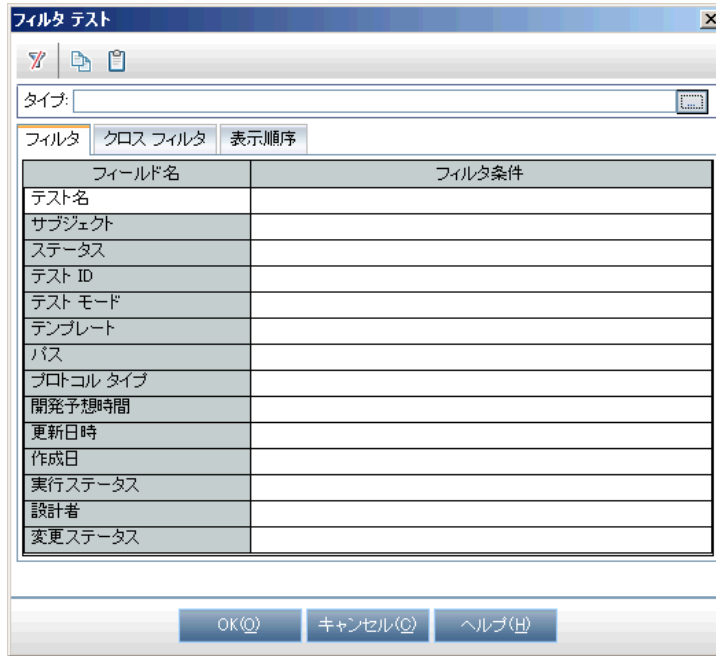 フィルタ テスト
タイプ:
フィルタ クロス フィルタ 表示順序
フィールド名 フィルタ条件
テスト名
サブジェクト
ステータス
テスト ID
テスト モード
テンプレート
パス
プロトコル タイプ
開発予想時間
更新日時
作成日
実行ステータス
設計者
変更ステータス
OK(O) キャンセル(C) ヘルプ(H)